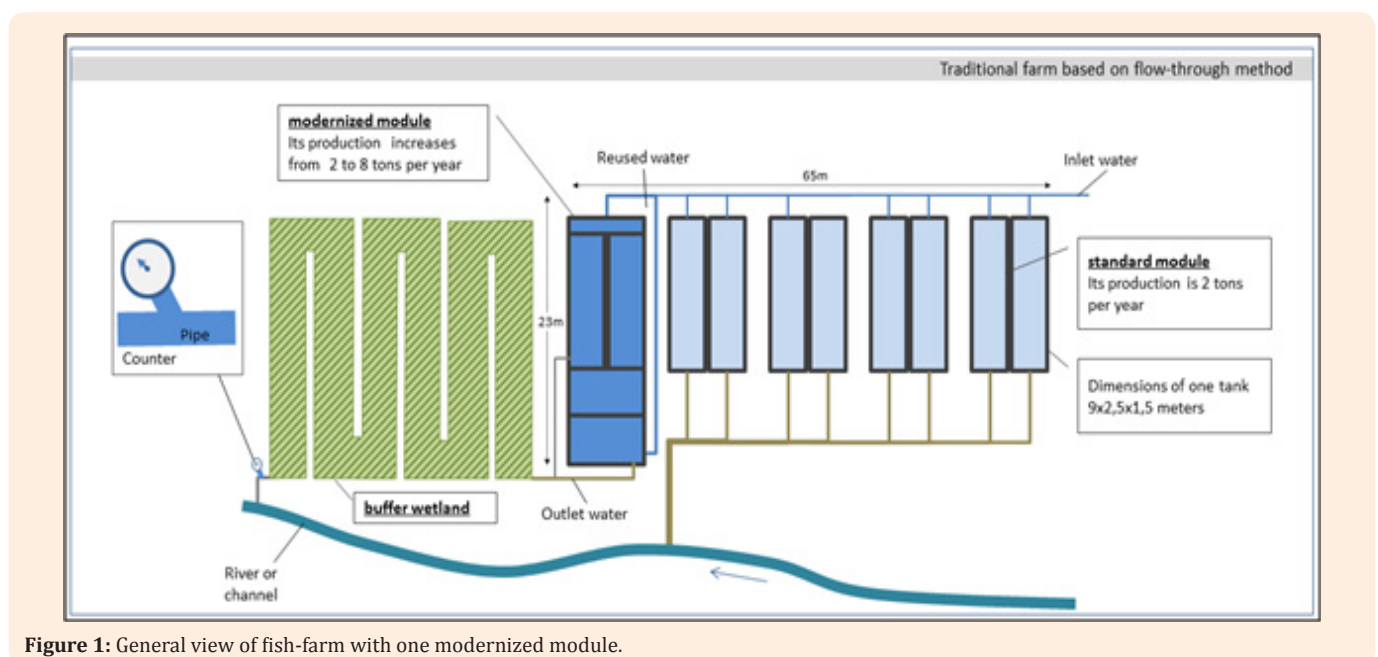 Traditional farm based on flow-through method
modernized module
Its production increases
from 2 to 8 tons per year
Reused water
Inlet water
65m
23m
standard module
Its production is 2 tons
per year
Dimensions of one tank
9x2,5x1,5 meters
Pipe
Counter
buffer wetland
Outlet water
River or
channel
Figure 1: General view of fish-farm with one modernized module.